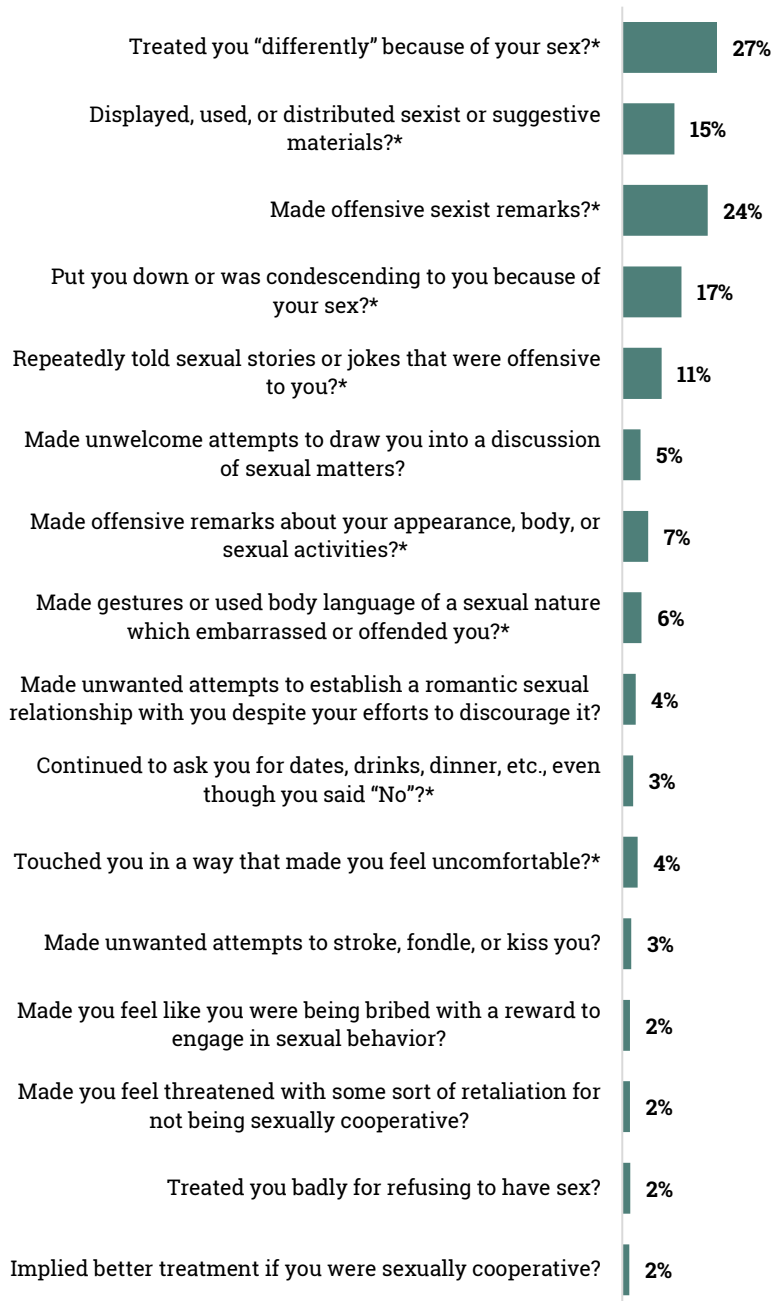 Treated you “differently” because of your sex?*
27%
Displayed, used, or distributed sexist or suggestive
materials?*
15%
Made offensive sexist remarks?*
24%
Put you down or was condescending to you because of
your sex?*
17%
Repeatedly told sexual stories or jokes that were offensive
to you?*
11%
Made unwelcome attempts to draw you into a discussion
of sexual matters?
5%
Made offensive remarks about your appearance, body, or
sexual activities?*
7%
Made gestures or used body language of a sexual nature
which embarrassed or offended you?*
6%
Made unwanted attempts to establish a romantic sexual
relationship with you despite your efforts to discourage it?
4%
Continued to ask you for dates, drinks, dinner, etc., even
though you said “No”?*
3%
Touched you in a way that made you feel uncomfortable?*
4%
Made unwanted attempts to stroke, fondle, or kiss you?
3%
Made you feel like you were being bribed with a reward to
engage in sexual behavior?
2%
Made you feel threatened with some sort of retaliation for
not being sexually cooperative?
2%
Treated you badly for refusing to have sex?
2%
Implied better treatment if you were sexually cooperative?
2%